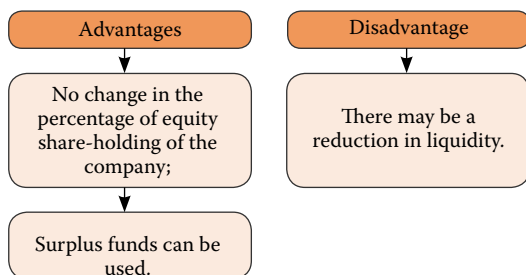 Advantages
No change in the
percentage of equity
share-holding of the
company;
Surplus funds can be
used.
Disadvantage
There may be a
reduction in liquidity.